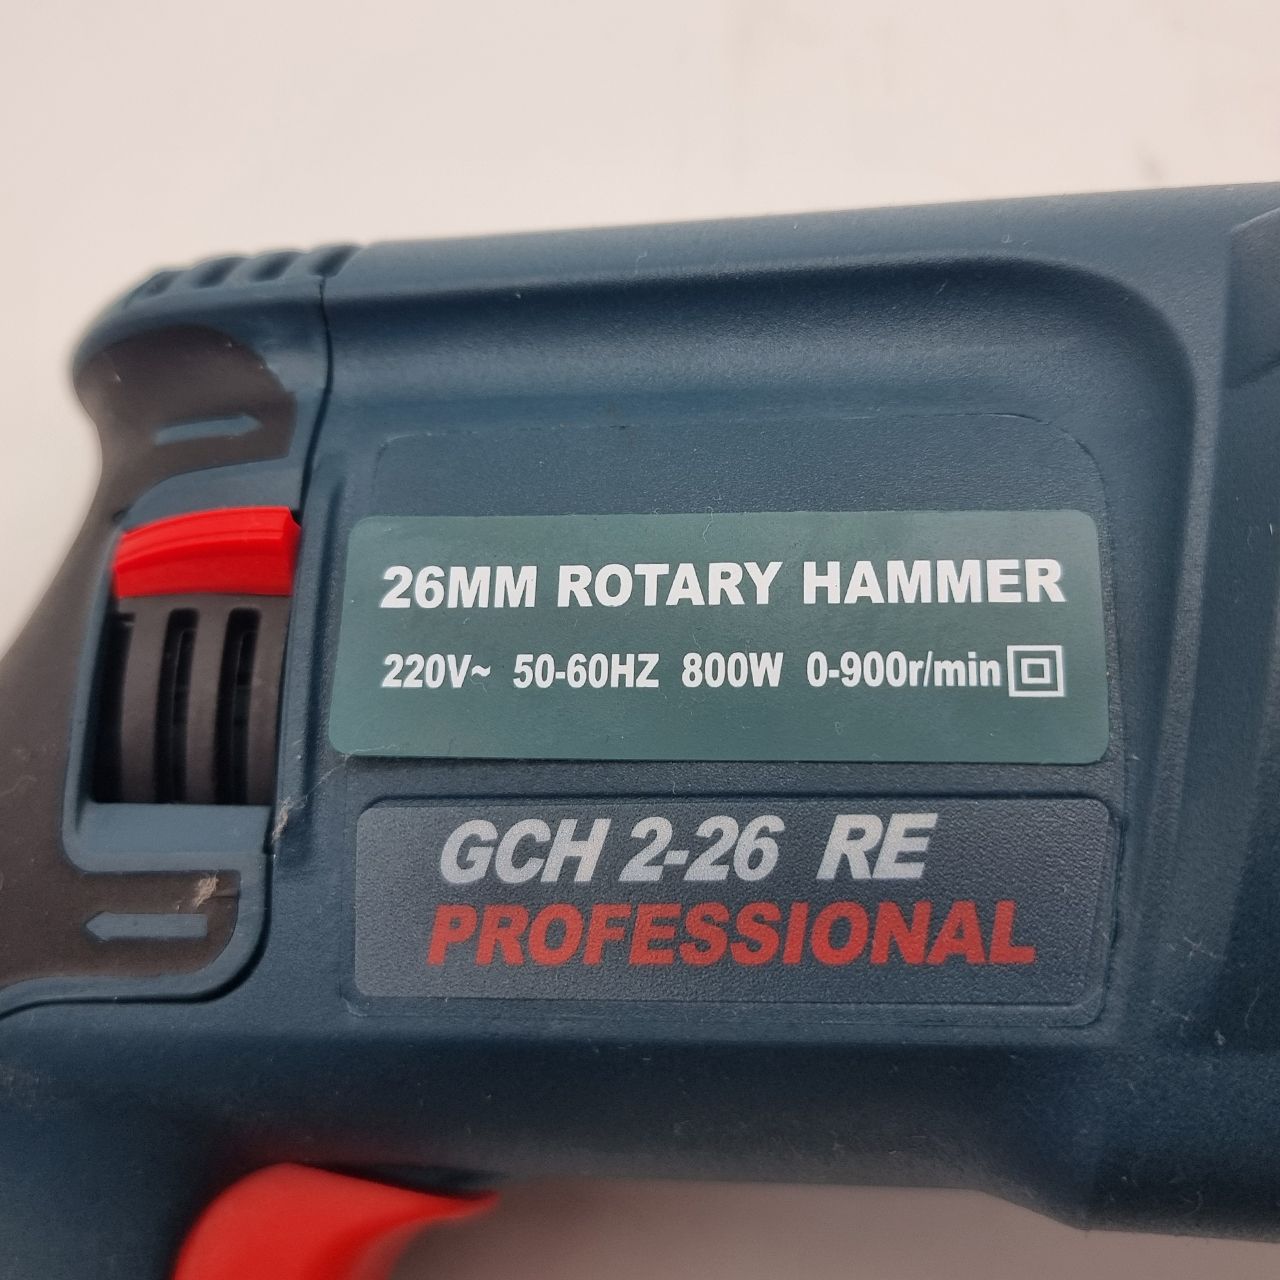 26MM ROTARY HAMMER
220V~ 50-60HZ 800W 0-900r/min
GCH 2-26 RE
PROFESSIONAL